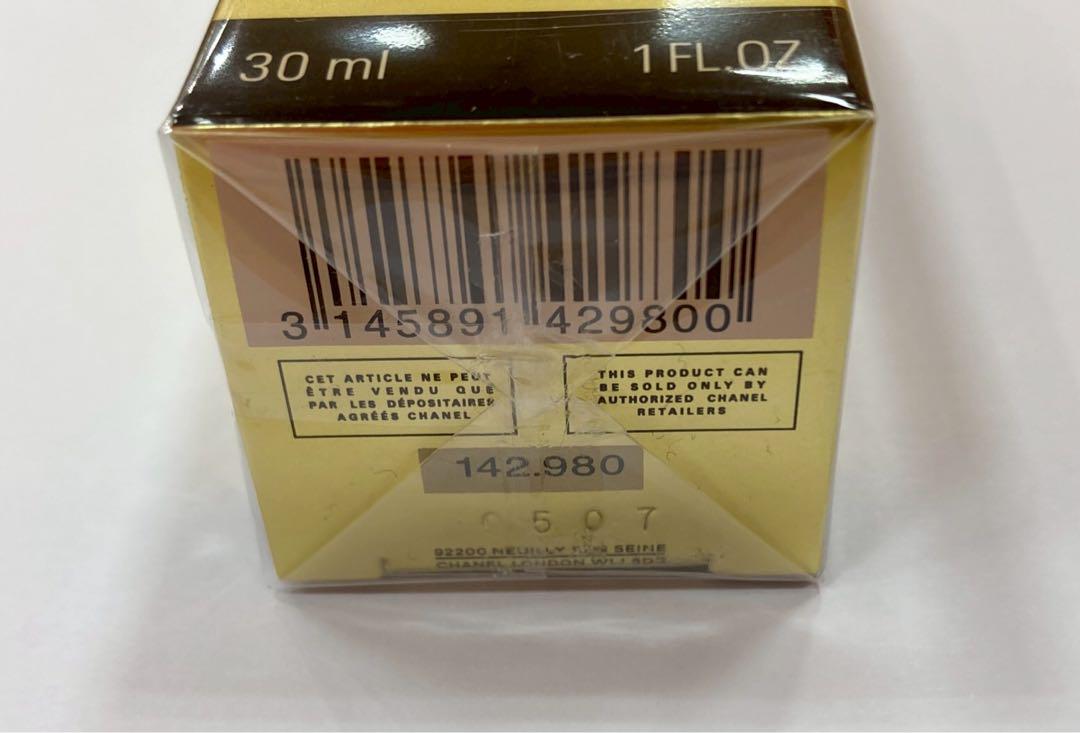 30 ml 1 FL.OZ
3 145891 429800
CET ARTICLE NE PEUT
ÊTRE VENDU QUE
PAR LES DÉPOSITAIRES
AGRÉÉS CHANEL
THIS PRODUCT CAN
BE SOLD ONLY BY
AUTHORIZED CHANEL
RETAILERS
142.980
0507
92200 NEUILLY SUR SEINE
CHANEL LONDON